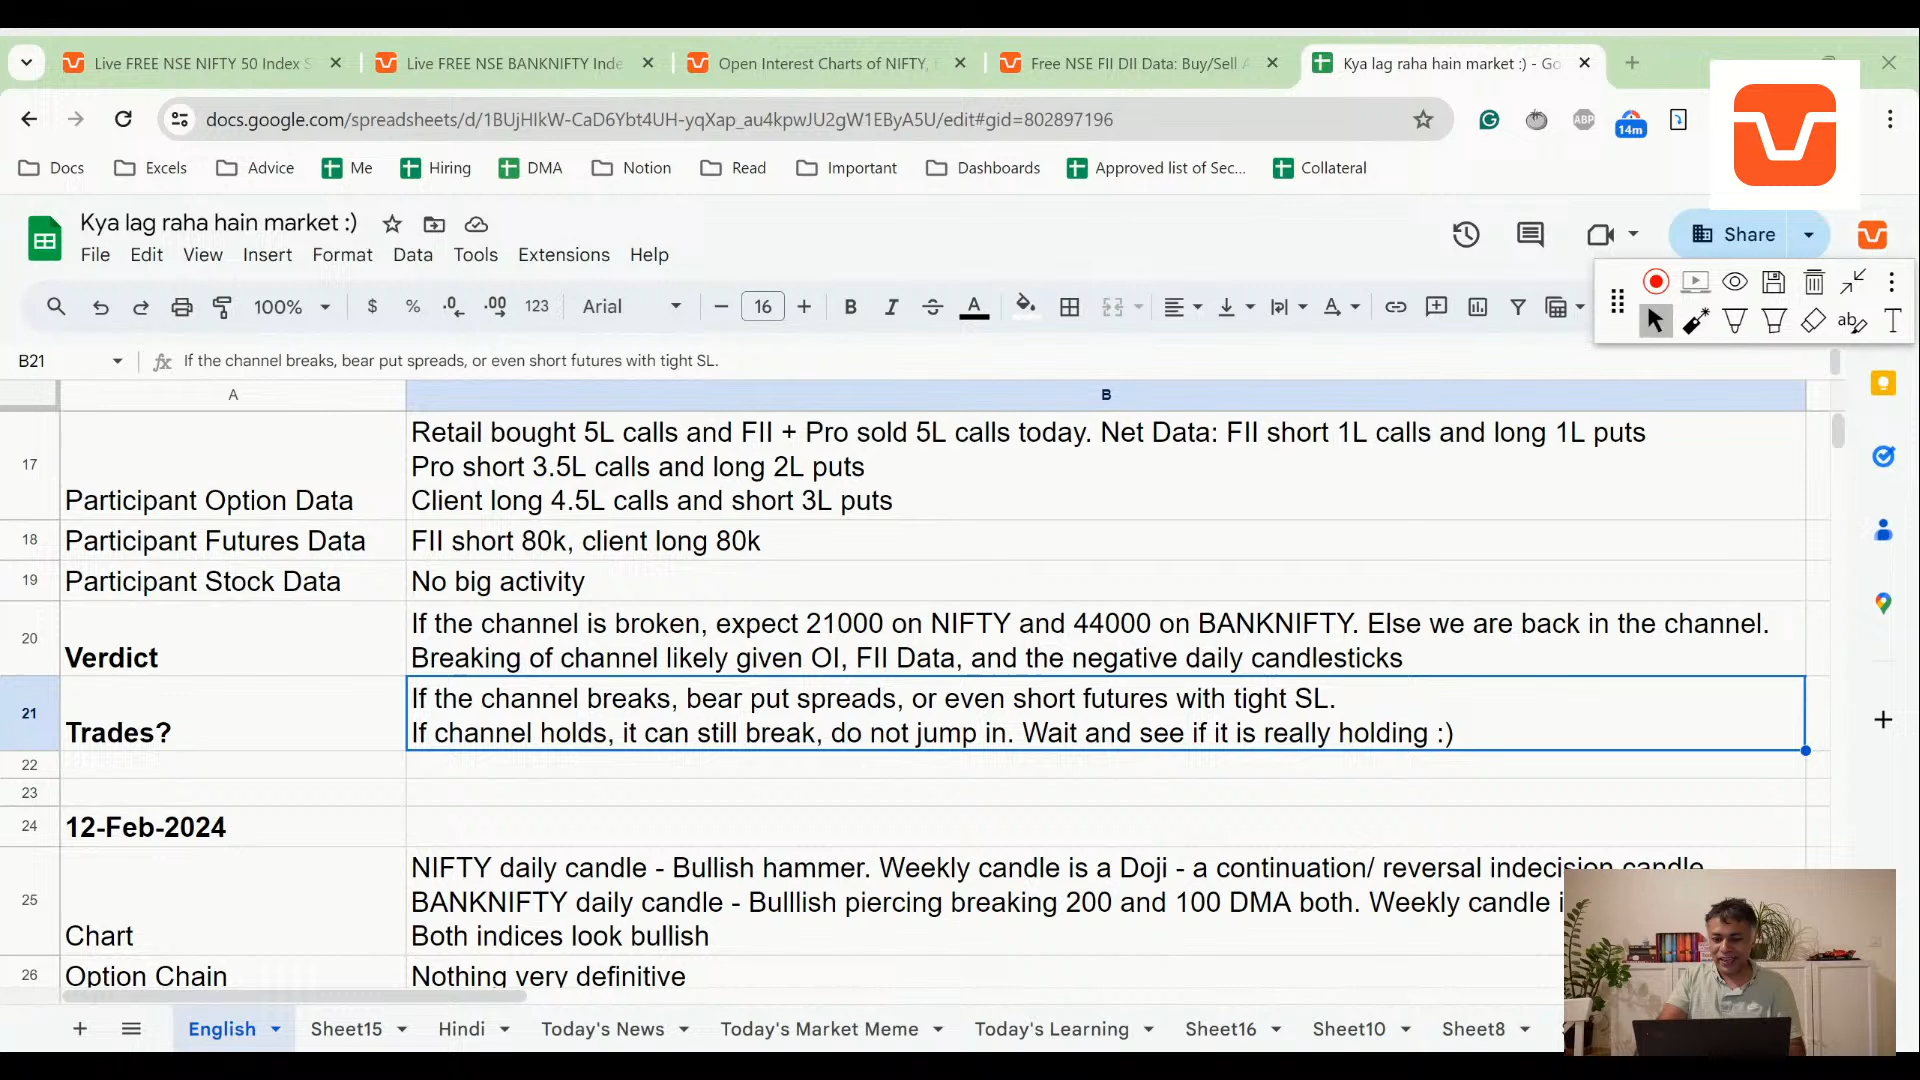 Live FREE NSE NIFTY 50 Index S
Live FREE NSE BANKNIFTY Inde
Open Interest Charts of NIFTY,
Free NSE FII DII Data: Buy/Sell A
Kya lag raha hain market :) - Go
docs.google.com/spreadsheets/d/1BUjHIkW-CaD6Ybt4UH-yqXap_au4kpwJU2gW1EByA5U/edit#gid=802897196
ABP
14m
Docs
Excels
Advice
Me
Hiring
DMA
Notion
Read
Important
Dashboards
Approved list of Sec...
Collateral
Kya lag raha hain market :)
File Edit View Insert Format Data Tools Extensions Help
Share
100% $ % .0 .00 123 Arial 16 B I A
B21
fx If the channel breaks, bear put spreads, or even short futures with tight SL.
A
B
17
Participant Option Data
Retail bought 5L calls and FII + Pro sold 5L calls today. Net Data: FII short 1L calls and long 1L puts
Pro short 3.5L calls and long 2L puts
Client long 4.5L calls and short 3L puts
18
Participant Futures Data
FII short 80k, client long 80k
19
Participant Stock Data
No big activity
20
Verdict
If the channel is broken, expect 21000 on NIFTY and 44000 on BANKNIFTY. Else we are back in the channel.
Breaking of channel likely given OI, FII Data, and the negative daily candlesticks
21
Trades?
If the channel breaks, bear put spreads, or even short futures with tight SL.
If channel holds, it can still break, do not jump in. Wait and see if it is really holding :)
22
23
24
12-Feb-2024
25
Chart
NIFTY daily candle - Bullish hammer. Weekly candle is a Doji - a continuation/ reversal indecision candle
BANKNIFTY daily candle - Bulllish piercing breaking 200 and 100 DMA both. Weekly candle i
Both indices look bullish
26
Option Chain
Nothing very definitive
English
Sheet15
Hindi
Today's News
Today's Market Meme
Today's Learning
Sheet16
Sheet10
Sheet8